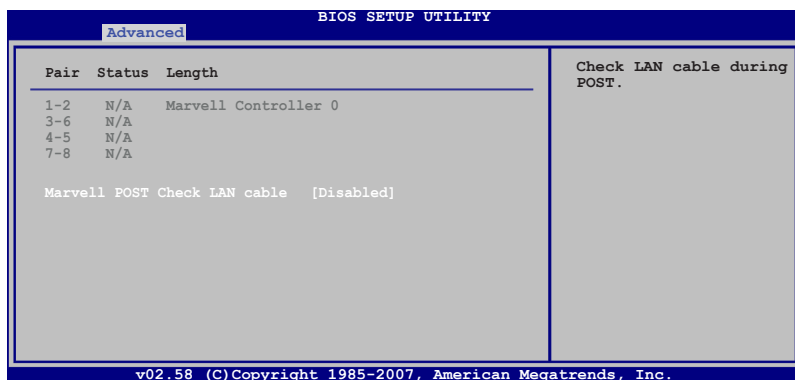 BIOS SETUP UTILITY
Advanced
Pair Status Length
1-2 N/A Marvell Controller 0
3-6 N/A
4-5 N/A
7-8 N/A
Marvell POST Check LAN cable [Disabled]
Check LAN cable during
POST.
v02.58 (C)Copyright 1985-2007, American Megatrends, Inc.